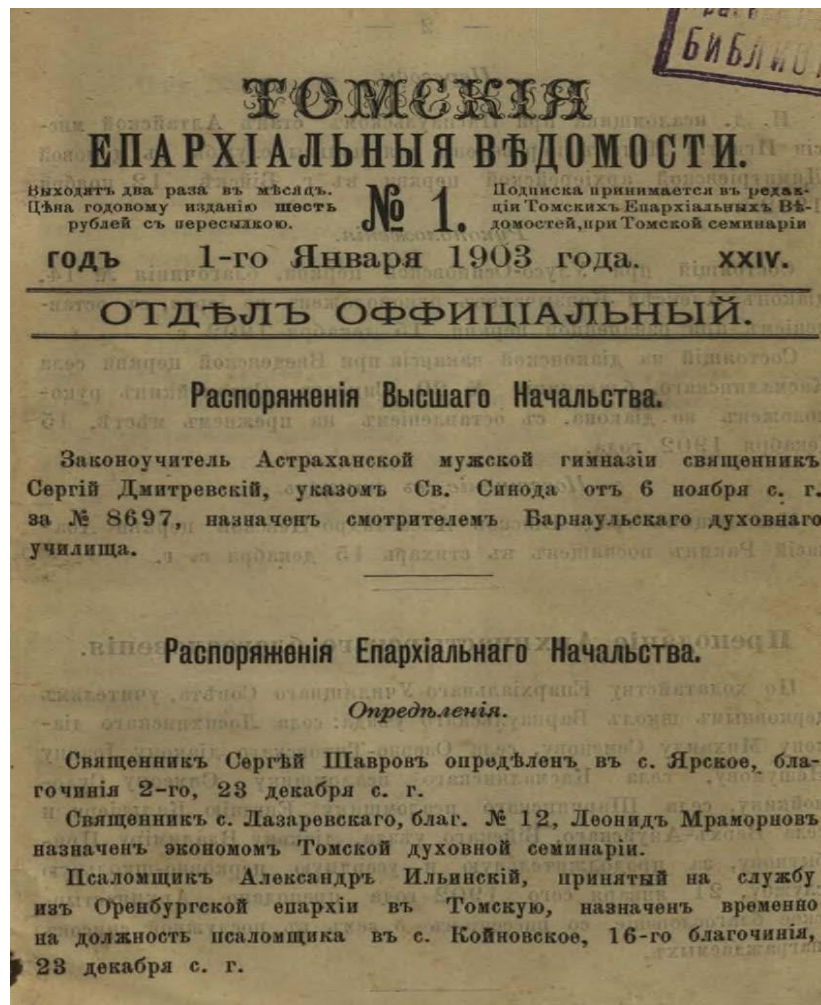 БИБЛИО
ТОМСКІЯ
ЕПАРХІАЛЬНЫЯ ВѢДОМОСТИ.
Выходятъ два раза въ мѣсяцъ.
Цѣна годовому изданію шесть
рублей съ пересылкою.
№ 1.
Подписка принимается въ редак-
ціи Томскихъ Епархіальныхъ Вѣ-
домостей, при Томской семинаріи
ГОДЪ 1-го Января 1903 года. XXIV.
ОТДѢЛЪ ОФФИЦІАЛЬНЫЙ.
Распоряженія Высшаго Начальства.
Законоучитель Астраханской мужской гимназіи священникъ
Сергій Дмитревскій, указомъ Св. Синода отъ 6 ноября с. г.
за № 8697, назначенъ смотрителемъ Барнаульскаго духовнаго
училища.
Распоряженія Епархіальнаго Начальства.
Опредѣленія.
Священникъ Сергѣй Шавровъ опредѣленъ въ с. Ярское, бла-
гочинія 2-го, 23 декабря с. г.
Священникъ с. Лазаревскаго, благ. № 12, Леонидъ Мраморновъ
назначенъ экономомъ Томской духовной семинаріи.
Псаломщикъ Александръ Ильинскій, принятый на службу
изъ Оренбургской епархіи въ Томскую, назначенъ временно
на должность псаломщика въ с. Койновское, 16-го благочинія,
23 декабря с. г.